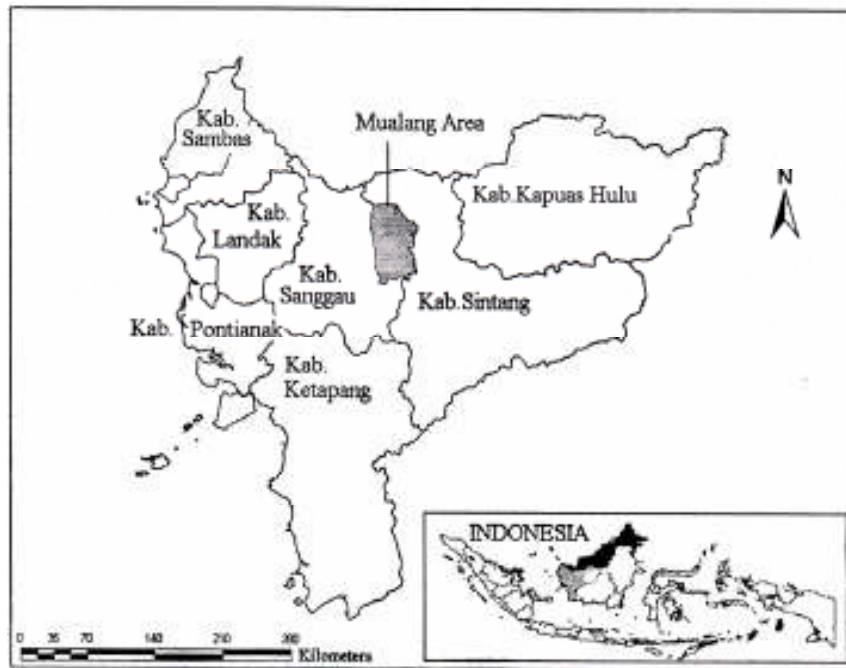 Kab.
Sambas
Mualang Area
N
Kab.Kapuas Hulu
Kab.
Landak
Kab.
Sanggau
Kab.Sintang
Kab. Pontianak
Kab.
Ketapang
INDONESIA
0 35 70 140 210 280
Kilometers